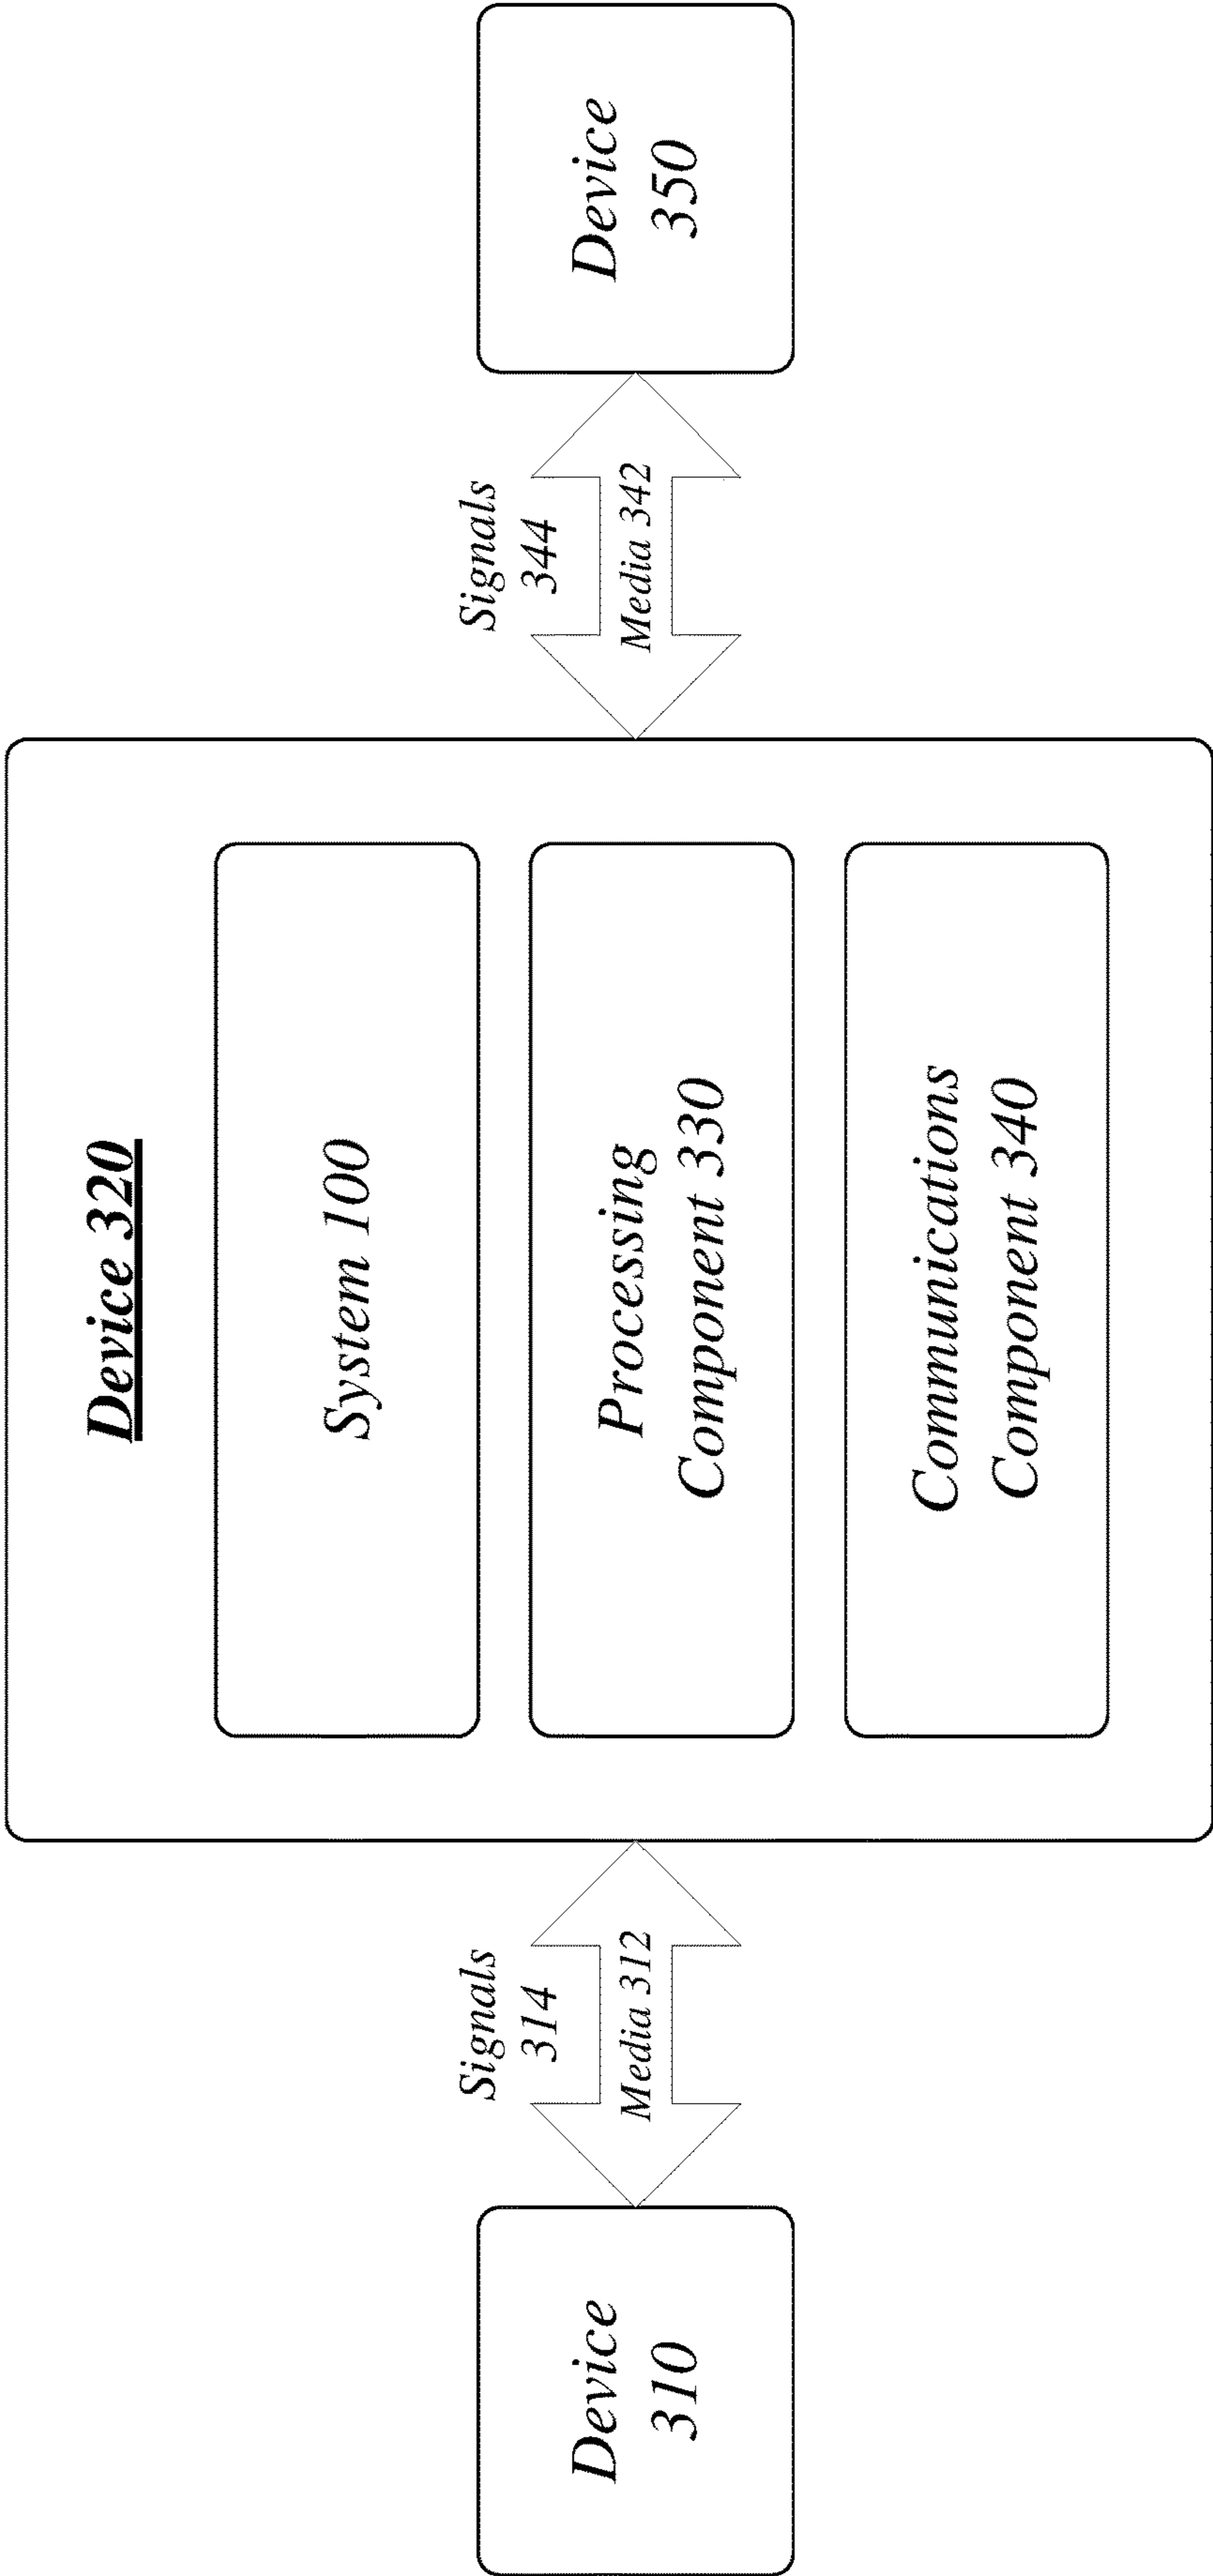 Device 320
System 100
Processing
Component 330
Communications
Component 340
Device
310
Signals
314
Media 312
Signals
344
Media 342
Device
350